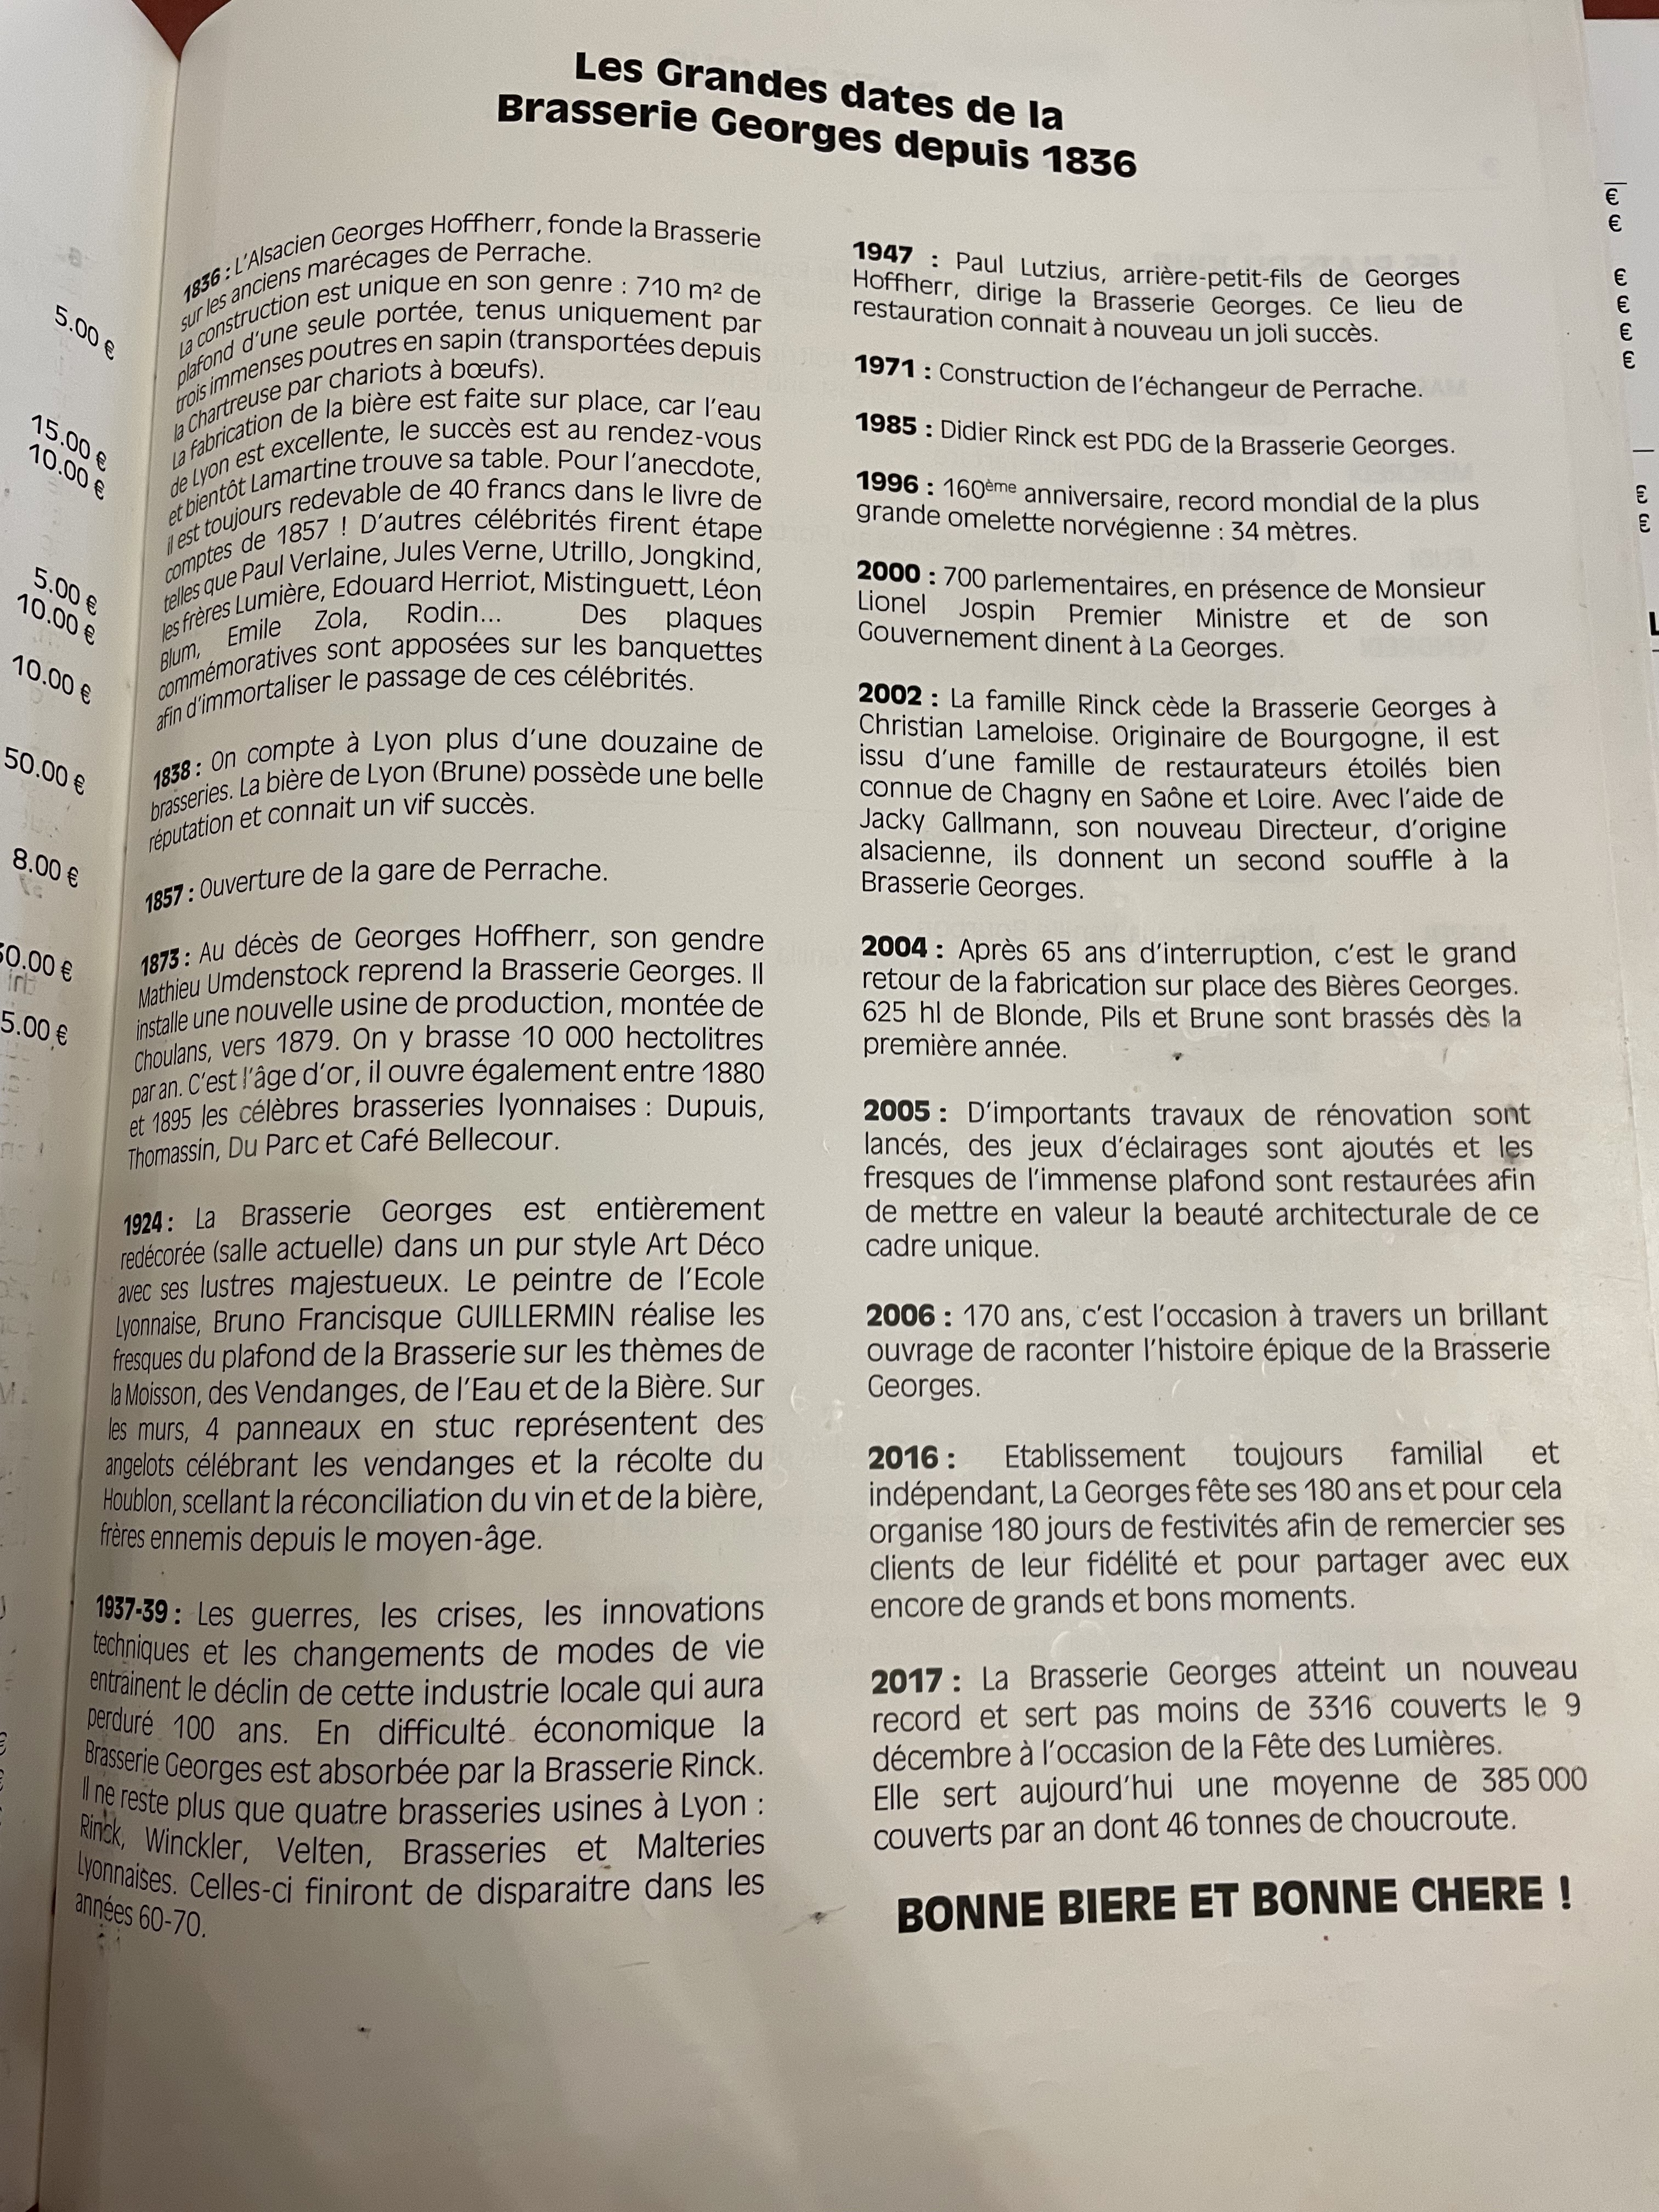 Les Grandes dates de la
Brasserie Georges depuis 1836
1836 : L'Alsacien Georges Hoffherr, fonde la Brasserie
sur les anciens marécages de Perrache.
La construction est unique en son genre : 710 m² de
plafond d'une seule portée, tenus uniquement par
trois immenses poutres en sapin (transportées depuis
la Chartreuse par chariots à bœufs).
La fabrication de la bière est faite sur place, car l'eau
de Lyon est excellente, le succès est au rendez-vous
et bientôt Lamartine trouve sa table. Pour l'anecdote,
il est toujours redevable de 40 francs dans le livre de
comptes de 1857 ! D'autres célébrités firent étape
telles que Paul Verlaine, Jules Verne, Utrillo, Jongkind,
les frères Lumière, Edouard Herriot, Mistinguett, Léon
Blum, Emile Zola, Rodin... Des plaques
commémoratives sont apposées sur les banquettes
afin d'immortaliser le passage de ces célébrités.
1838 : On compte à Lyon plus d'une douzaine de
brasseries. La bière de Lyon (Brune) possède une belle
réputation et connait un vif succès.
1857 : Ouverture de la gare de Perrache.
1873 : Au décès de Georges Hoffherr, son gendre
Mathieu Umdenstock reprend la Brasserie Georges. Il
installe une nouvelle usine de production, montée de
Choulans, vers 1879. On y brasse 10 000 hectolitres
par an. C'est l'âge d'or, il ouvre également entre 1880
et 1895 les célèbres brasseries lyonnaises : Dupuis,
Thomassin, Du Parc et Café Bellecour.
1924 : La Brasserie Georges est entièrement
redécorée (salle actuelle) dans un pur style Art Déco
avec ses lustres majestueux. Le peintre de l'Ecole
Lyonnaise, Bruno Francisque GUILLERMIN réalise les
fresques du plafond de la Brasserie sur les thèmes de
la Moisson, des Vendanges, de l'Eau et de la Bière. Sur
les murs, 4 panneaux en stuc représentent des
angelots célébrant les vendanges et la récolte du
Houblon, scellant la réconciliation du vin et de la bière,
frères ennemis depuis le moyen-âge.
1937-39 : Les guerres, les crises, les innovations
techniques et les changements de modes de vie
entrainent le déclin de cette industrie locale qui aura
perduré 100 ans. En difficulté économique la
Brasserie Georges est absorbée par la Brasserie Rinck.
Il ne reste plus que quatre brasseries usines à Lyon :
Rinck, Winckler, Velten, Brasseries et Malteries
Lyonnaises. Celles-ci finiront de disparaitre dans les
années 60-70.
1947 : Paul Lutzius, arrière-petit-fils de Georges
Hoffherr, dirige la Brasserie Georges. Ce lieu de
restauration connait à nouveau un joli succès.
1971 : Construction de l'échangeur de Perrache.
1985 : Didier Rinck est PDG de la Brasserie Georges.
1996 : 160ème anniversaire, record mondial de la plus
grande omelette norvégienne : 34 mètres.
2000 : 700 parlementaires, en présence de Monsieur
Lionel Jospin Premier Ministre et de son
Gouvernement dinent à La Georges.
2002 : La famille Rinck cède la Brasserie Georges à
Christian Lameloise. Originaire de Bourgogne, il est
issu d'une famille de restaurateurs étoilés bien
connue de Chagny en Saône et Loire. Avec l'aide de
Jacky Gallmann, son nouveau Directeur, d'origine
alsacienne, ils donnent un second souffle à la
Brasserie Georges.
2004 : Après 65 ans d'interruption, c'est le grand
retour de la fabrication sur place des Bières Georges.
625 hl de Blonde, Pils et Brune sont brassés dès la
première année.
2005 : D'importants travaux de rénovation sont
lancés, des jeux d'éclairages sont ajoutés et les
fresques de l'immense plafond sont restaurées afin
de mettre en valeur la beauté architecturale de ce
cadre unique.
2006 : 170 ans, c'est l'occasion à travers un brillant
ouvrage de raconter l'histoire épique de la Brasserie
Georges.
2016 : Etablissement toujours familial et
indépendant, La Georges fête ses 180 ans et pour cela
organise 180 jours de festivités afin de remercier ses
clients de leur fidélité et pour partager avec eux
encore de grands et bons moments.
2017 : La Brasserie Georges atteint un nouveau
record et sert pas moins de 3316 couverts le 9
décembre à l'occasion de la Fête des Lumières.
Elle sert aujourd'hui une moyenne de 385 000
couverts par an dont 46 tonnes de choucroute.
BONNE BIERE ET BONNE CHERE !
5.00 €
15.00 €
10.00 €
5.00 €
10.00 €
10.00 €
50.00 €
8.00 €
0.00 €
5.00 €
€
€
€
€
€
€
€
€